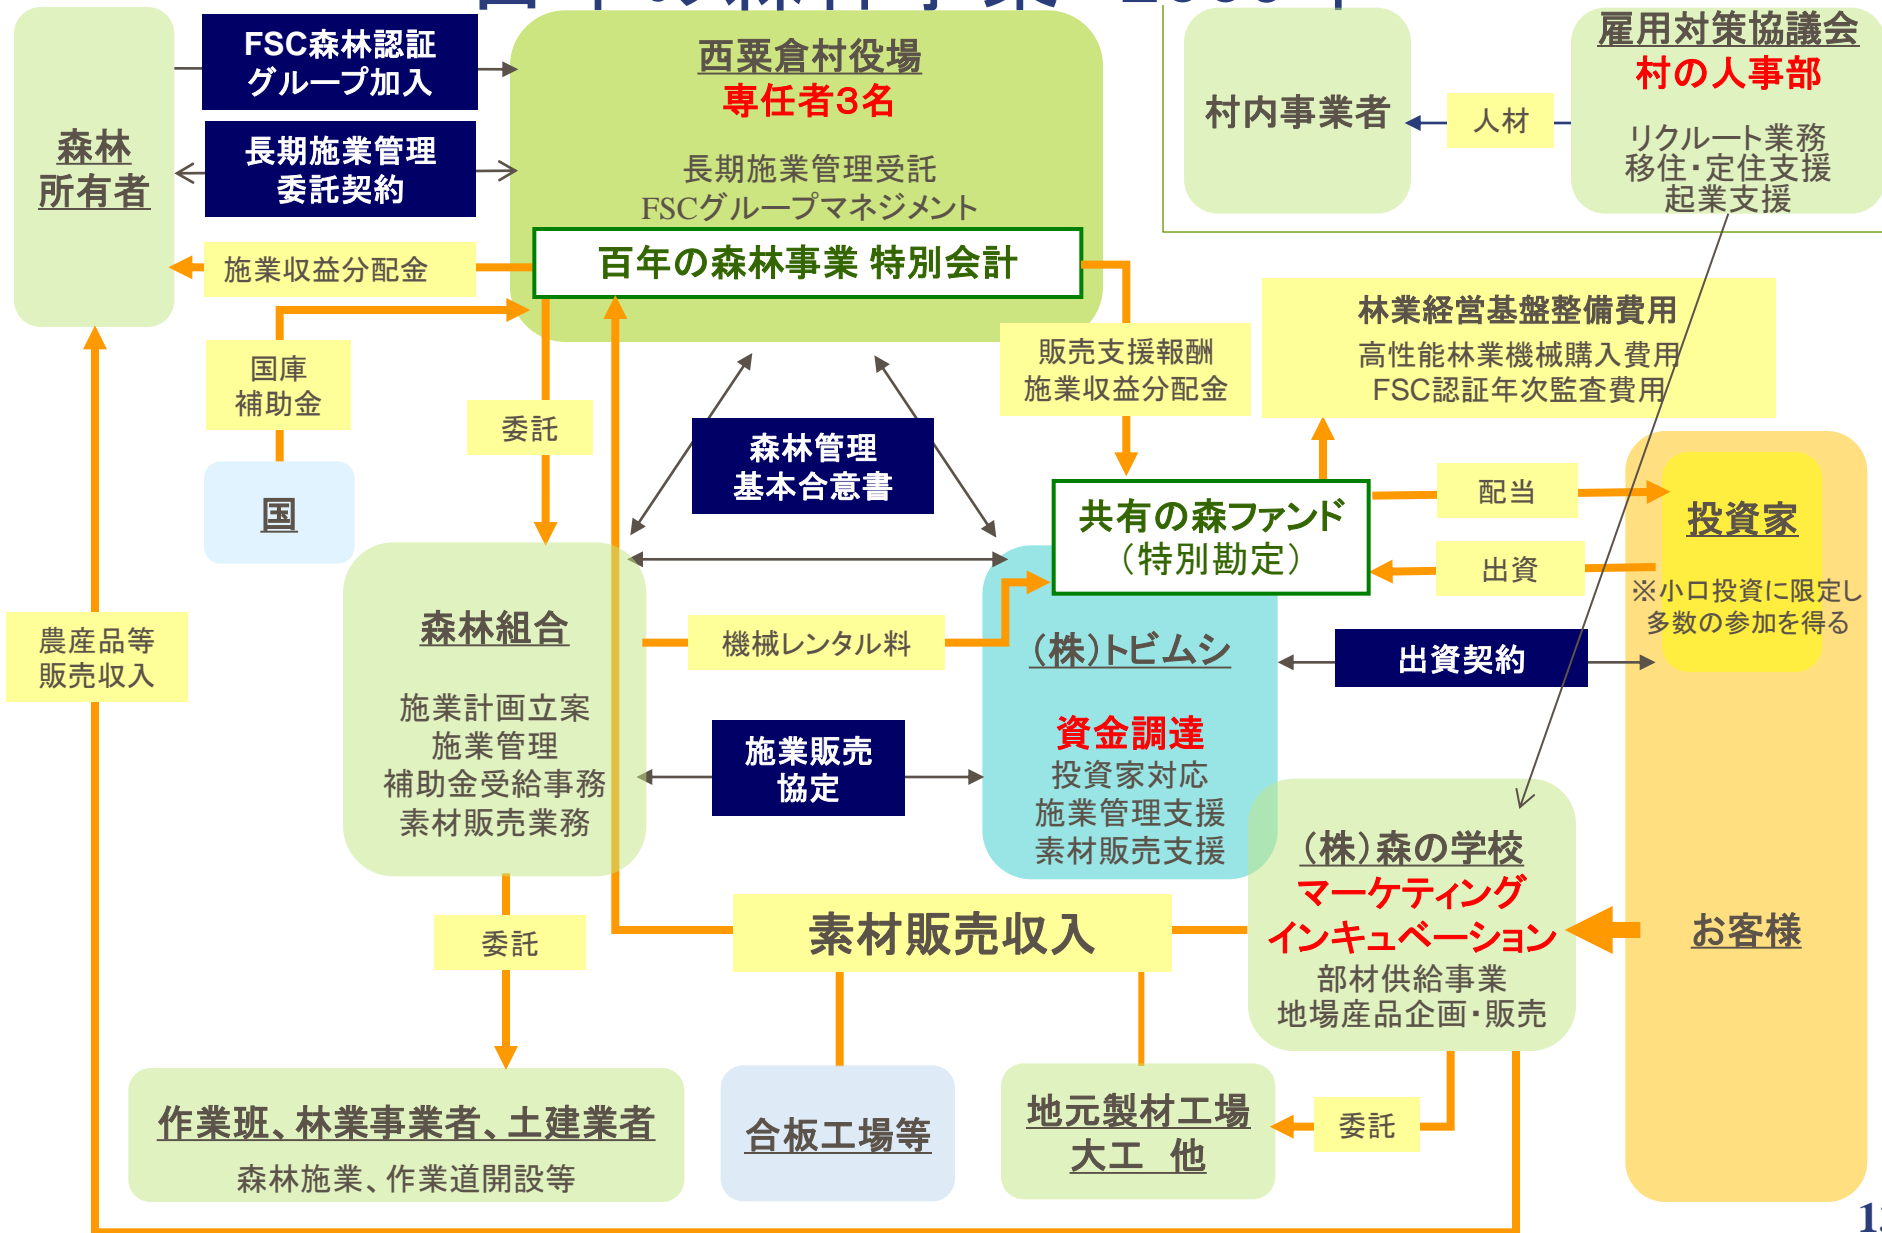 FSC森林認証
グループ加入
西粟倉村役場
専任者3名
長期施業管理受託
FSCグループマネジメント
百年の森林事業 特別会計
森林
所有者
長期施業管理
委託契約
施業収益分配金
国庫
補助金
国
委託
村内事業者
人材
雇用対策協議会
村の人事部
リクルート業務
移住・定住支援
起業支援
販売支援報酬
施業収益分配金
林業経営基盤整備費用
高性能林業機械購入費用
FSC認証年次監査費用
森林管理
基本合意書
共有の森ファンド
（特別勘定）
配当
出資
投資家
※小口投資に限定し
多数の参加を得る
農産品等
販売収入
森林組合
施業計画立案
施業管理
補助金受給事務
素材販売業務
機械レンタル料
（株）トビムシ
資金調達
投資家対応
施業管理支援
素材販売支援
出資契約
施業販売
協定
（株）森の学校
マーケティング
インキュベーション
部材供給事業
地場産品企画・販売
お客様
委託
素材販売収入
作業班、林業事業者、土建業者
森林施業、作業道開設等
合板工場等
地元製材工場
大工　他
委託